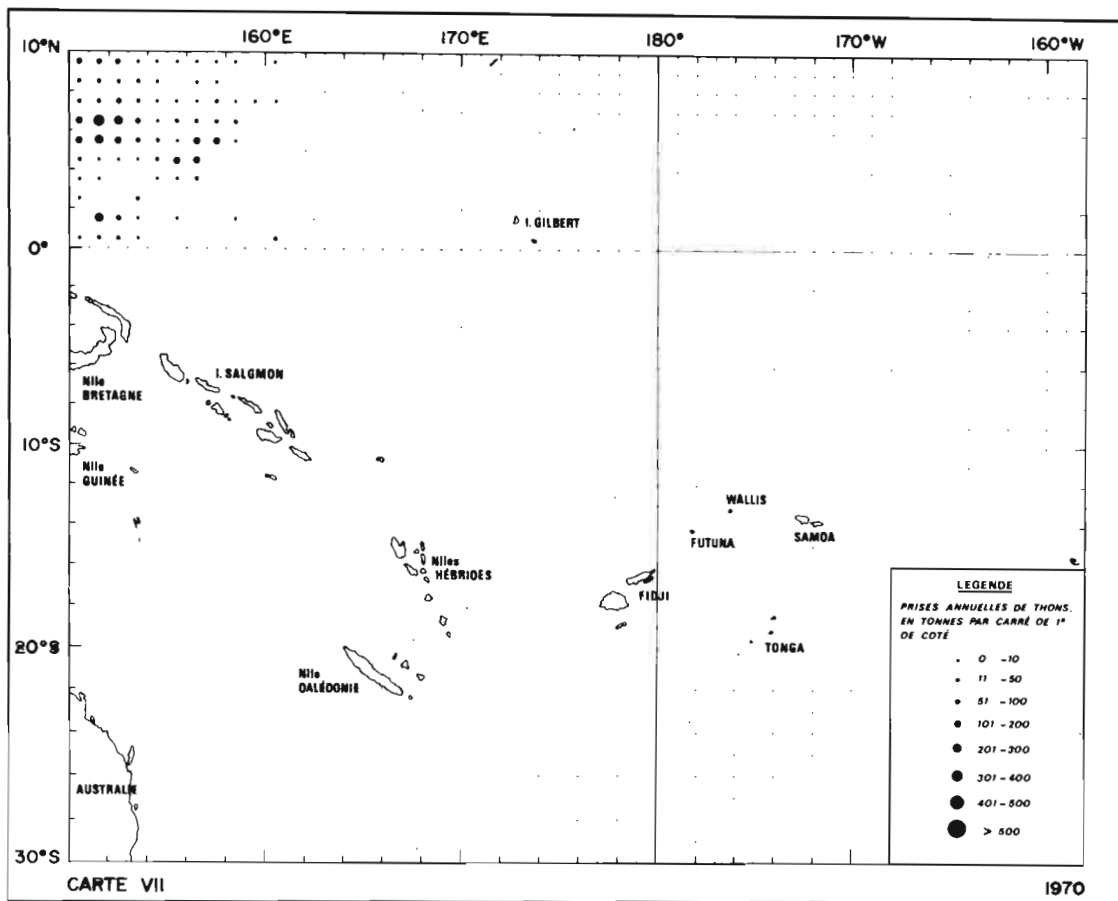 160°E 170°E 180° 170°W 160°W
10°N
I. GILBERT
0°
I. SALGMON
Nlle
BRETAGNE
10°S
Nlle
GUINÉE
WALLIS
FUTUNA
SAMOA
Nlles
HÉBRIDES
FIDJI
TONGA
20°S
Nlle
CALÉDONIE
AUSTRALIE
30°S
LEGENDE
PRISES ANNUELLES DE THONS.
EN TONNES PAR CARRÉ DE 1°
DE COTÉ
0 - 10
11 - 50
51 - 100
101 - 200
201 - 300
301 - 400
401 - 500
> 500
CARTE VII 1970